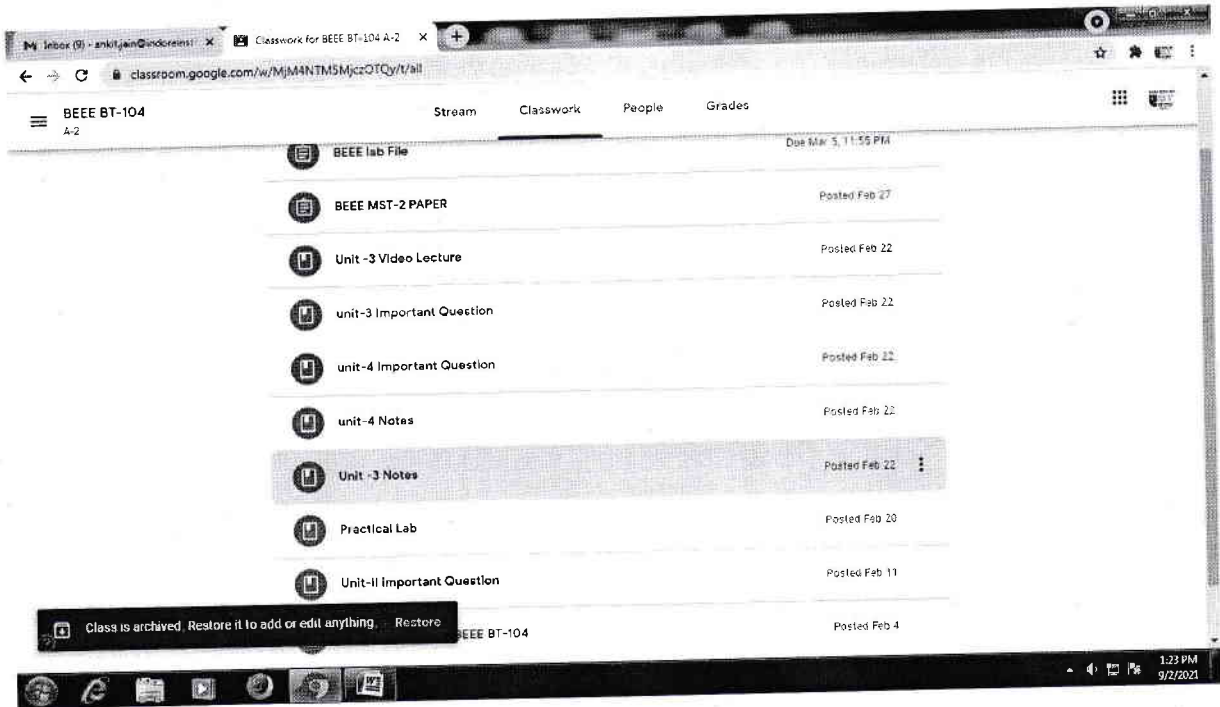 Inbox (9) - ankit.jain@indoreinst
Classwork for BEEE BT-104 A-2
classroom.google.com/w/MjM4NTM5MjczOTQy/t/all
BEEE BT-104
A-2
Stream Classwork People Grades
BEEE lab File Due Mar 5, 11:55 PM
BEEE MST-2 PAPER Posted Feb 27
Unit -3 Video Lecture Posted Feb 22
unit-3 Important Question Posted Feb 22
unit-4 Important Question Posted Feb 22
unit-4 Notes Posted Feb 22
Unit -3 Notes Posted Feb 22
Practical Lab Posted Feb 20
Unit-II Important Question Posted Feb 11
Class is archived. Restore it to add or edit anything. Restore
BEEE BT-104 Posted Feb 4
1:23 PM
9/2/2021